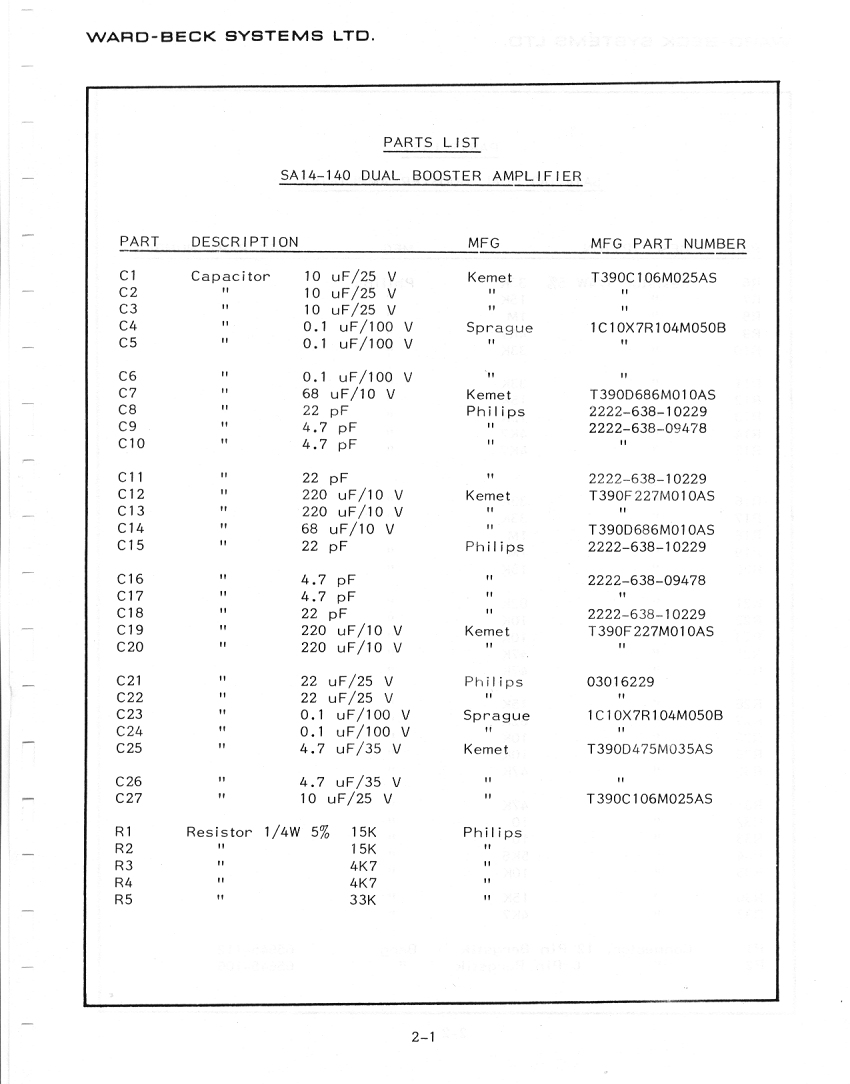 WARD-BECK SYSTEMS LTD.
PARTS LIST
SA14-140 DUAL BOOSTER AMPLIFIER
PART DESCRIPTION MFG MFG PART NUMBER
C1 Capacitor 10 uF/25 V Kemet T390C106M025AS
C2 " 10 uF/25 V " "
C3 " 10 uF/25 V " "
C4 " 0.1 uF/100 V Sprague 1C10X7R104M050B
C5 " 0.1 uF/100 V " "
C6 " 0.1 uF/100 V " "
C7 " 68 uF/10 V Kemet T390D686M010AS
C8 " 22 pF Philips 2222-638-10229
C9 " 4.7 pF " 2222-638-09478
C10 " 4.7 pF " "
C11 " 22 pF " 2222-638-10229
C12 " 220 uF/10 V Kemet T390F227M010AS
C13 " 220 uF/10 V " "
C14 " 68 uF/10 V " T390D686M010AS
C15 " 22 pF Philips 2222-638-10229
C16 " 4.7 pF " 2222-638-09478
C17 " 4.7 pF " "
C18 " 22 pF " 2222-638-10229
C19 " 220 uF/10 V Kemet T390F227M010AS
C20 " 220 uF/10 V " "
C21 " 22 uF/25 V Philips 03016229
C22 " 22 uF/25 V " "
C23 " 0.1 uF/100 V Sprague 1C10X7R104M050B
C24 " 0.1 uF/100 V " "
C25 " 4.7 uF/35 V Kemet T390D475M035AS
C26 " 4.7 uF/35 V " "
C27 " 10 uF/25 V " T390C106M025AS
R1 Resistor 1/4W 5% 15K Philips
R2 " 15K "
R3 " 4K7 "
R4 " 4K7 "
R5 " 33K "
2-1